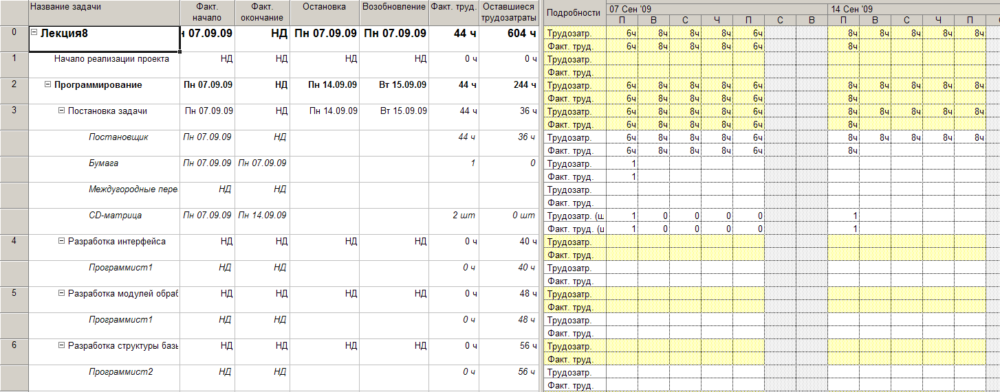 Название задачи Факт. начало Факт. окончание Остановка Возобновление Факт. труд. Оставшиеся трудозатраты Подробности 07 Сен '09 14 Сен '09
П В С Ч П С В П В С Ч П С
0 Лекция8 07.09.09 НД Пн 07.09.09 Пн 07.09.09 44 ч 604 ч Трудозатр. 6ч 8ч 8ч 8ч 6ч 8ч 8ч 8ч 8ч 8ч
Факт. труд. 6ч 8ч 8ч 8ч 6ч 8ч
1 Начало реализации проекта НД НД НД НД 0 ч 0 ч Трудозатр.
Факт. труд.
2 Программирование Пн 07.09.09 НД Пн 14.09.09 Вт 15.09.09 44 ч 244 ч Трудозатр. 6ч 8ч 8ч 8ч 6ч 8ч 8ч 8ч 8ч 8ч
Факт. труд. 6ч 8ч 8ч 8ч 6ч 8ч
3 Постановка задачи Пн 07.09.09 НД Пн 14.09.09 Вт 15.09.09 44 ч 36 ч Трудозатр. 6ч 8ч 8ч 8ч 6ч 8ч 8ч 8ч 8ч 8ч
Факт. труд. 6ч 8ч 8ч 8ч 6ч 8ч
Постановщик Пн 07.09.09 НД 44 ч 36 ч Трудозатр. 6ч 8ч 8ч 8ч 6ч 8ч 8ч 8ч 8ч 8ч
Факт. труд. 6ч 8ч 8ч 8ч 6ч 8ч
Бумага Пн 07.09.09 Пн 07.09.09 1 0 Трудозатр. 1
Факт. труд. 1
Междугородные пере НД НД Трудозатр.
Факт. труд.
CD-матрица Пн 07.09.09 Пн 14.09.09 2 шт 0 шт Трудозатр. (ш 1 0 0 0 0 1
Факт. труд. (ш 1 0 0 0 0 1
4 Разработка интерфейса НД НД НД НД 0 ч 40 ч Трудозатр.
Факт. труд.
Программист1 НД НД 0 ч 40 ч Трудозатр.
Факт. труд.
5 Разработка модулей обраб НД НД НД НД 0 ч 48 ч Трудозатр.
Факт. труд.
Программист1 НД НД 0 ч 48 ч Трудозатр.
Факт. труд.
6 Разработка структуры базы НД НД НД НД 0 ч 56 ч Трудозатр.
Факт. труд.
Программист2 НД НД 0 ч 56 ч Трудозатр.
Факт. труд.